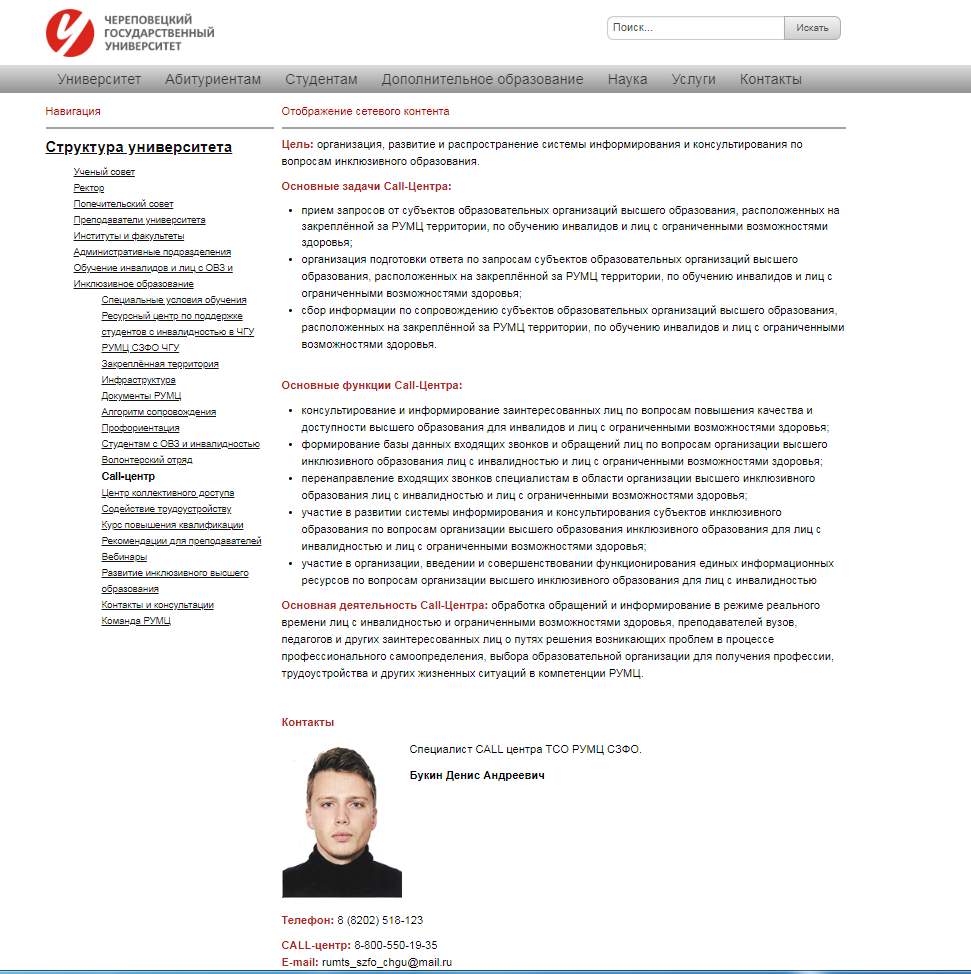 ЧЕРЕПОВЕЦКИЙ
ГОСУДАРСТВЕННЫЙ
УНИВЕРСИТЕТ
Поиск...
Искать
Университет Абитуриентам Студентам Дополнительное образование Наука Услуги Контакты
Навигация
Структура университета
Ученый совет
Ректор
Попечительский совет
Преподаватели университета
Институты и факультеты
Административные подразделения
Обучение инвалидов и лиц с ОВЗ и
Инклюзивное образование
Специальные условия обучения
Ресурсный центр по поддержке
студентов с инвалидностью в ЧГУ
РУМЦ СЗФО ЧГУ
Закреплённая территория
Инфраструктура
Документы РУМЦ
Алгоритм сопровождения
Профориентация
Студентам с ОВЗ и инвалидностью
Волонтерский отряд
Call-центр
Центр коллективного доступа
Содействие трудоустройству
Курс повышения квалификации
Рекомендации для преподавателей
Вебинары
Развитие инклюзивного высшего
образования
Контакты и консультации
Команда РУМЦ
Отображение сетевого контента
Цель: организация, развитие и распространение системы информирования и консультирования по
вопросам инклюзивного образования.
Основные задачи Call-Центра:
• прием запросов от субъектов образовательных организаций высшего образования, расположенных на
закреплённой за РУМЦ территории, по обучению инвалидов и лиц с ограниченными возможностями
здоровья;
• организация подготовки ответа по запросам субъектов образовательных организаций высшего
образования, расположенных на закреплённой за РУМЦ территории, по обучению инвалидов и лиц с
ограниченными возможностями здоровья;
• сбор информации по сопровождению субъектов образовательных организаций высшего образования,
расположенных на закреплённой за РУМЦ территории, по обучению инвалидов и лиц с ограниченными
возможностями здоровья.
Основные функции Call-Центра:
• консультирование и информирование заинтересованных лиц по вопросам повышения качества и
доступности высшего образования для инвалидов и лиц с ограниченными возможностями здоровья;
• формирование базы данных входящих звонков и обращений лиц по вопросам организации высшего
инклюзивного образования лиц с инвалидностью и лиц с ограниченными возможностями здоровья;
• перенаправление входящих звонков специалистам в области организации высшего инклюзивного
образования лиц с инвалидностью и лиц с ограниченными возможностями здоровья;
• участие в развитии системы информирования и консультирования субъектов инклюзивного
образования по вопросам организации высшего образования инклюзивного образования для лиц с
инвалидностью и лиц с ограниченными возможностями здоровья;
• участие в организации, введении и совершенствовании функционирования единых информационных
ресурсов по вопросам организации высшего инклюзивного образования для лиц с инвалидностью
Основная деятельность Call-Центра: обработка обращений и информирование в режиме реального
времени лиц с инвалидностью и ограниченными возможностями здоровья, преподавателей вузов,
педагогов и других заинтересованных лиц о путях решения возникающих проблем в процессе
профессионального самоопределения, выбора образовательной организации для получения профессии,
трудоустройства и других жизненных ситуаций в компетенции РУМЦ.
Контакты
Специалист CALL центра ТСО РУМЦ СЗФО.
Букин Денис Андреевич
Телефон: 8 (8202) 518-123
CALL-центр: 8-800-550-19-35
E-mail: rumts_szfo_chgu@mail.ru